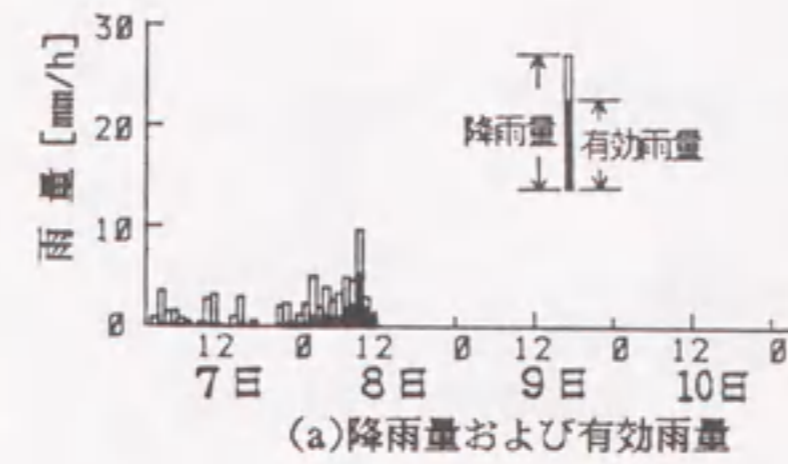 30
20
10
0
雨 量 [mm/h]
降雨量
有効雨量
12 0 12 0 12 0 12 0
7日 8日 9日 10日
(a)降雨量および有効雨量